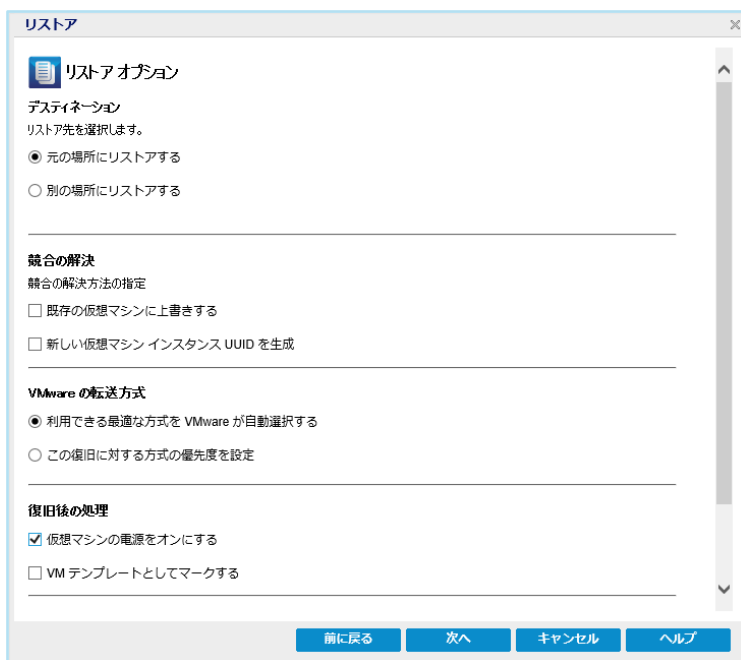 リストア
リストア オプション
デスティネーション
リストア先を選択します。
元の場所にリストアする
別の場所にリストアする
競合の解決
競合の解決方法の指定
既存の仮想マシンに上書きする
新しい仮想マシン インスタンス UUID を生成
VMware の転送方式
利用できる最適な方式を VMware が自動選択する
この復旧に対する方式の優先度を設定
復旧後の処理
仮想マシンの電源をオンにする
VM テンプレートとしてマークする
前に戻る 次へ キャンセル ヘルプ